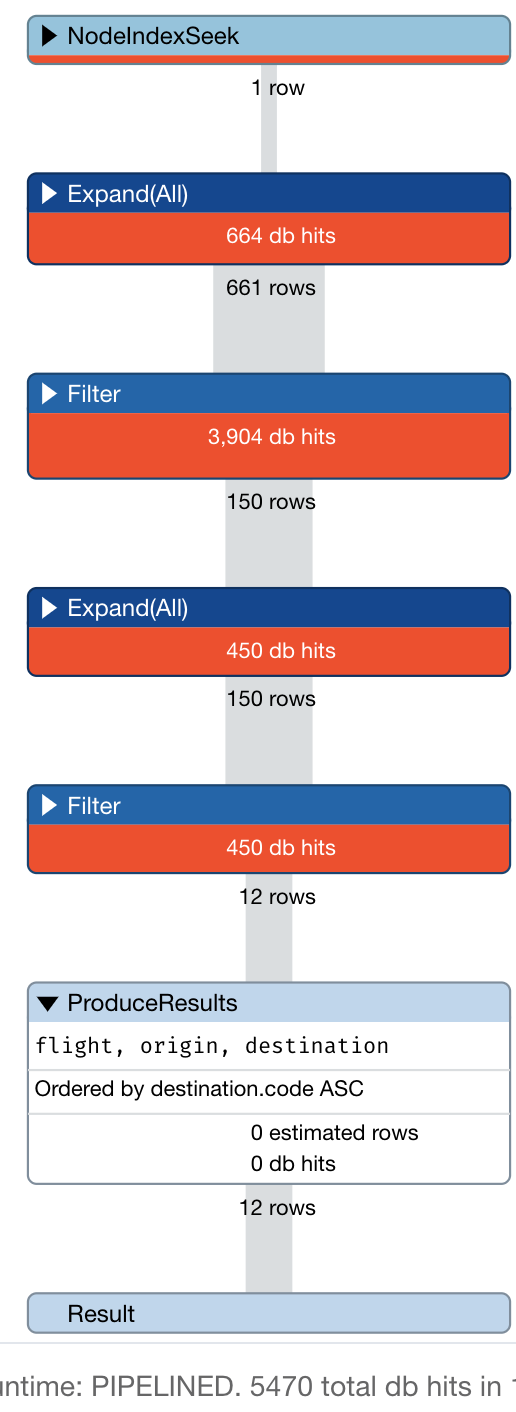 NodeIndexSeek
1 row
Expand(All)
664 db hits
661 rows
Filter
3,904 db hits
150 rows
Expand(All)
450 db hits
150 rows
Filter
450 db hits
12 rows
ProduceResults
flight, origin, destination
Ordered by destination.code ASC
0 estimated rows
0 db hits
12 rows
Result
untime: PIPELINED. 5470 total db hits in 1